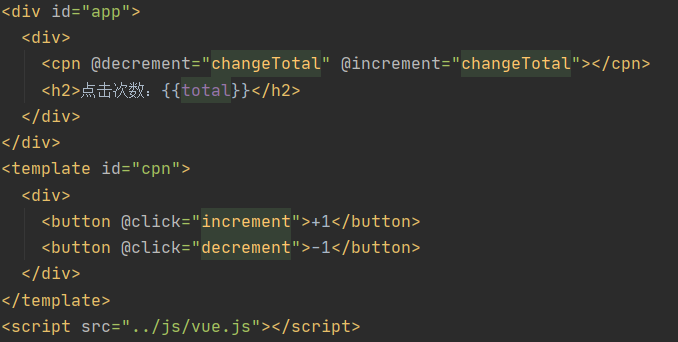 <div id="app">
  <div>
    <cpn @decrement="changeTotal" @increment="changeTotal"></cpn>
    <h2>点击次数：{{total}}</h2>
  </div>
</div>
<template id="cpn">
  <div>
    <button @click="increment">+1</button>
    <button @click="decrement">-1</button>
  </div>
</template>
<script src="../js/vue.js"></script>